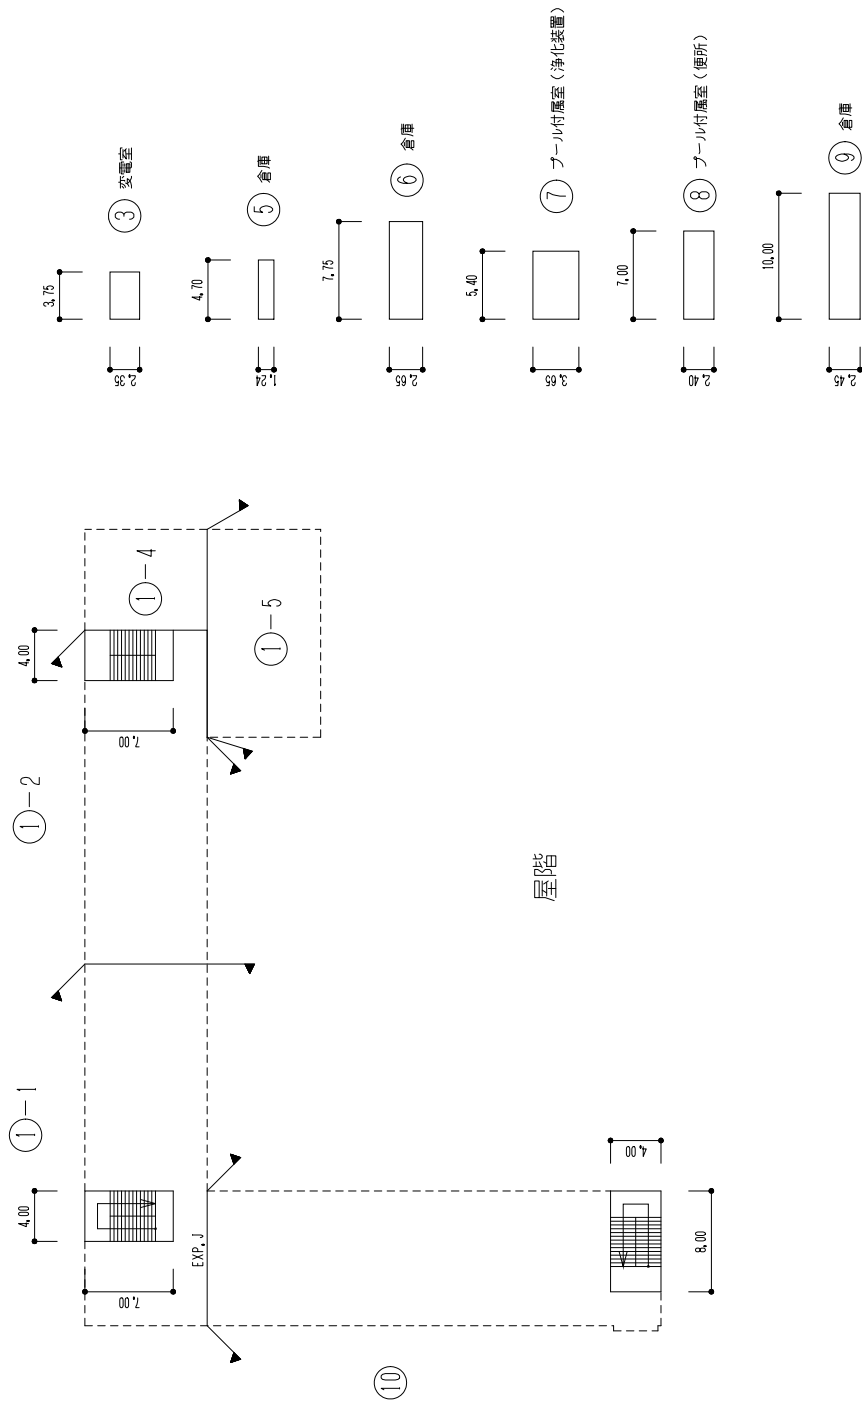 ③ 変電室
3.75
2.35
⑤ 倉庫
4.70
1.24
⑥ 倉庫
7.75
2.65
⑦ プール付属室(浄化装置)
5.40
3.65
⑧ プール付属室(便所)
7.00
2.40
⑨ 倉庫
10.00
2.45
①-1
4.00
7.00
①-2
4.00
7.00
①-4
①-5
EXP.J
屋階
⑩
4.00
8.00